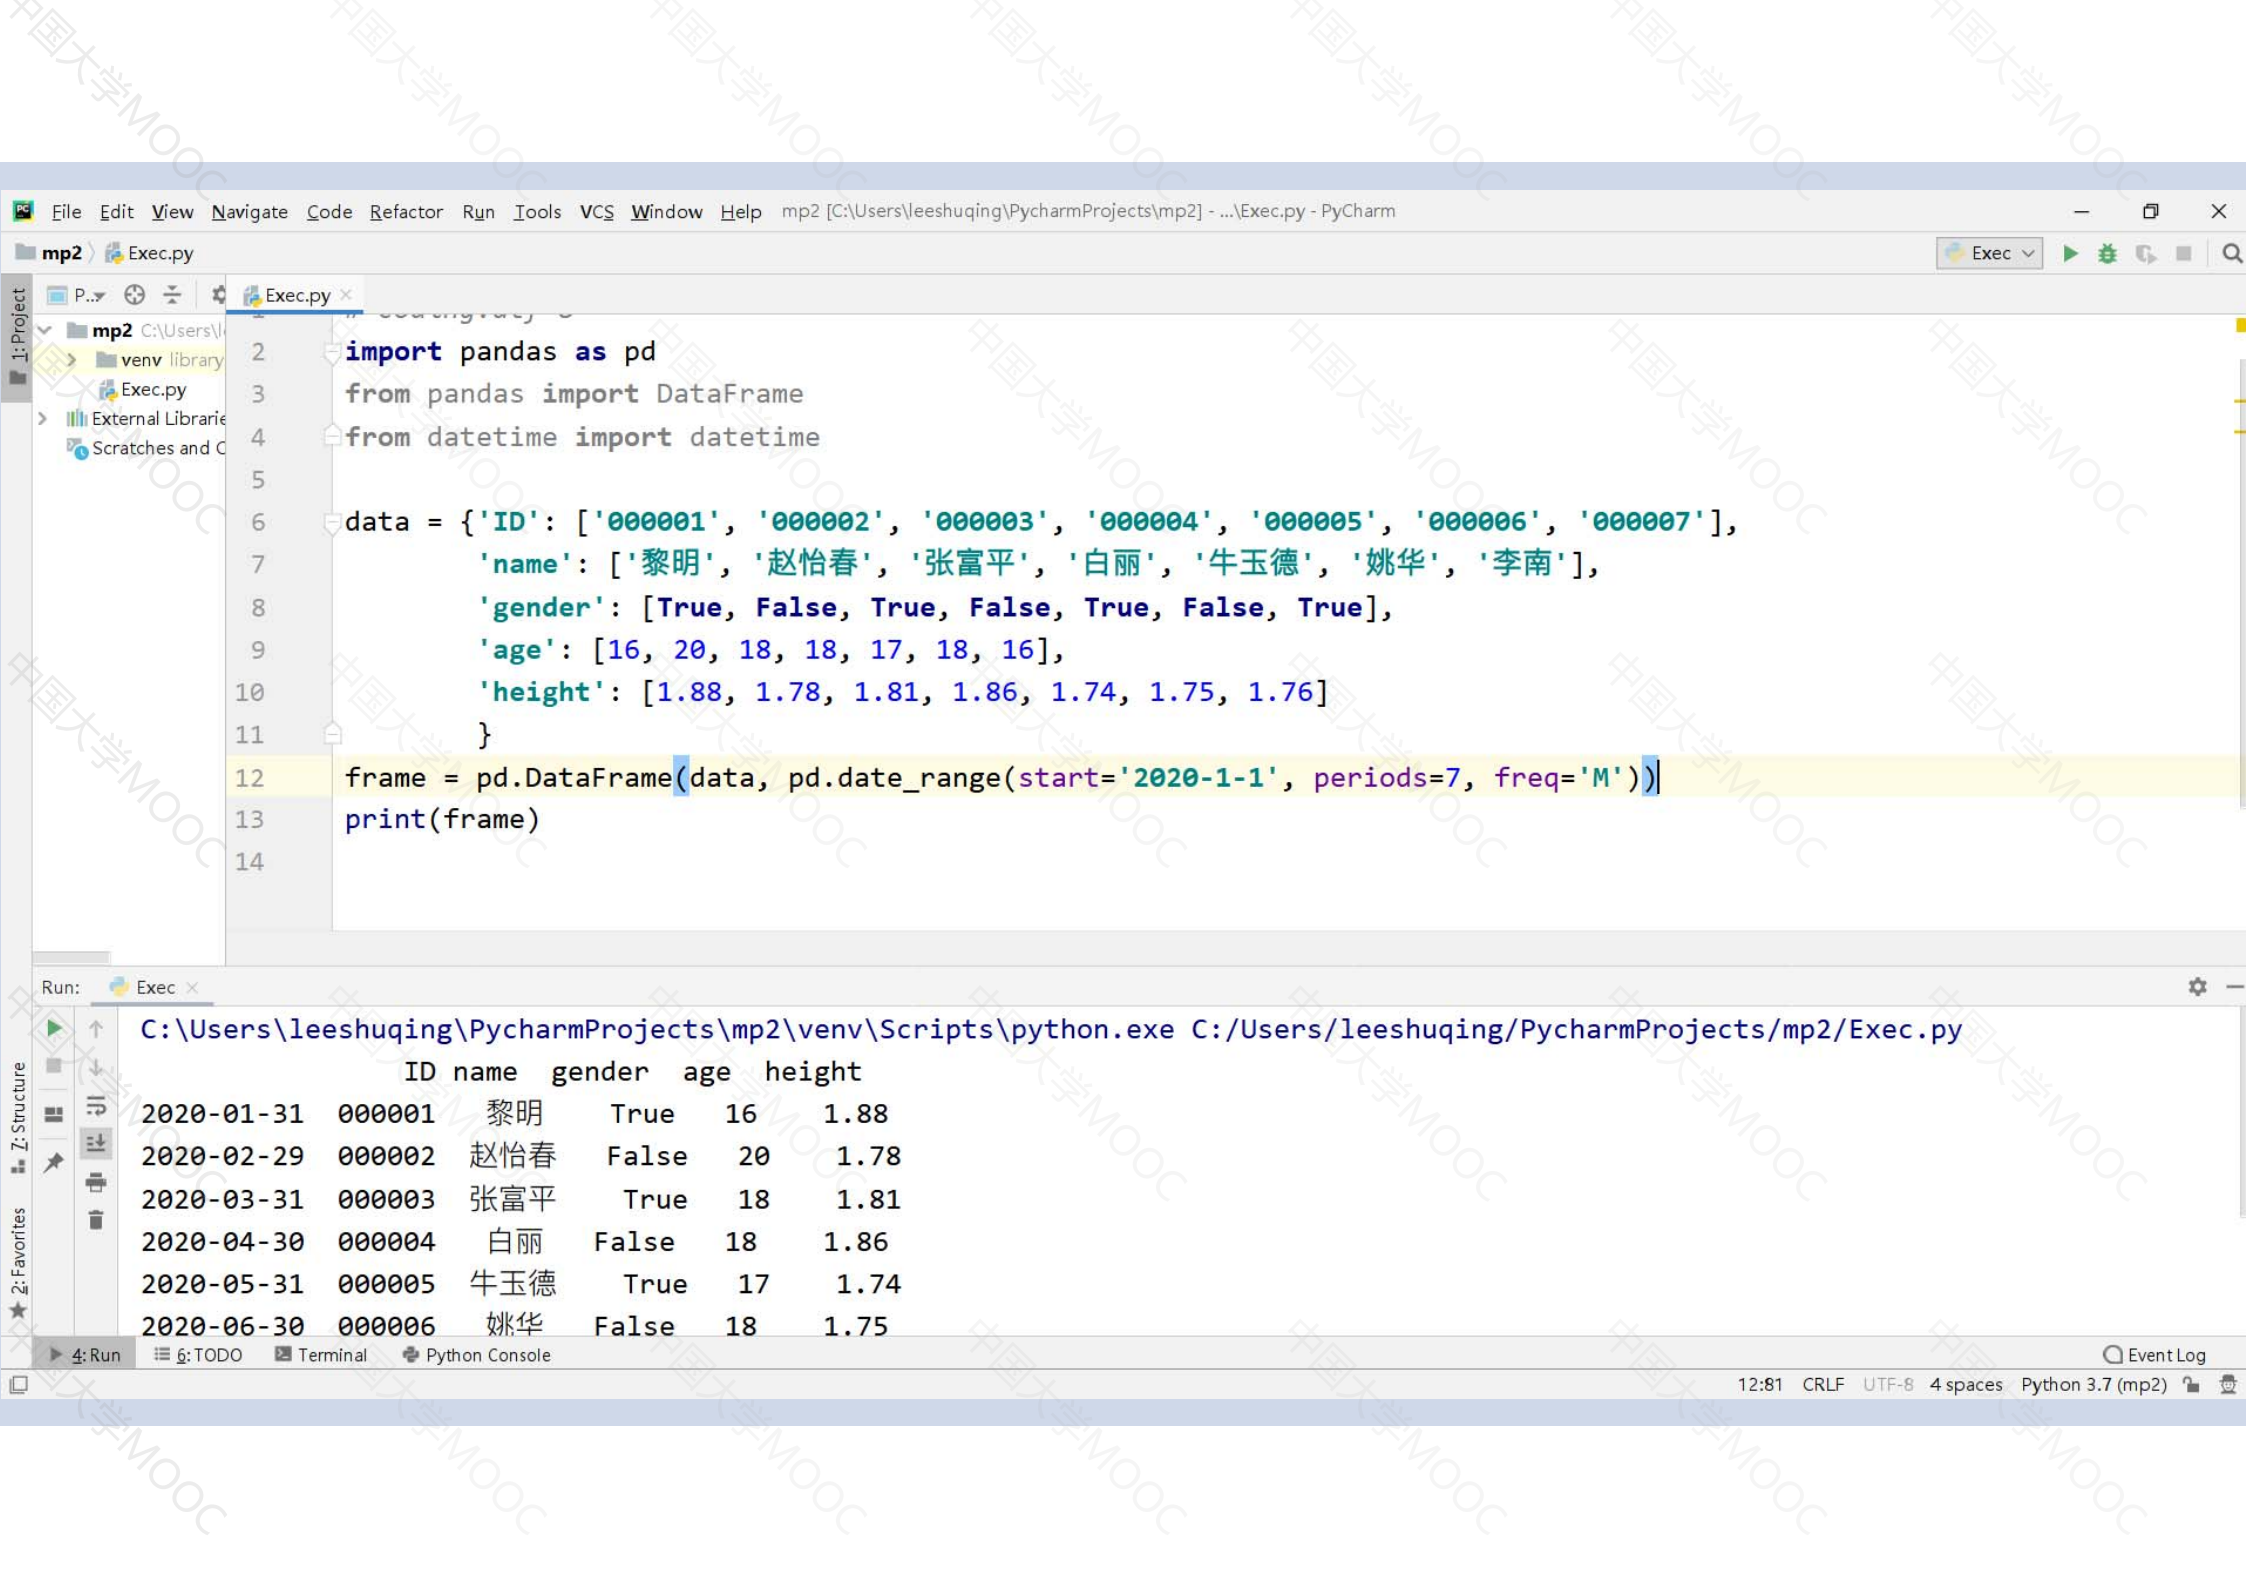 File Edit View Navigate Code Refactor Run Tools VCS Window Help mp2 [C:\Users\leeshuqing\PycharmProjects\mp2] - ...\Exec.py - PyCharm
mp2 Exec.py Exec
1: Project P.. Exec.py
mp2 C:\Users\l
venv library
Exec.py
External Librarie
Scratches and C
2 import pandas as pd
3 from pandas import DataFrame
4 from datetime import datetime
5
6 data = {'ID': ['000001', '000002', '000003', '000004', '000005', '000006', '000007'],
7 'name': ['黎明', '赵怡春', '张富平', '白丽', '牛玉德', '姚华', '李南'],
8 'gender': [True, False, True, False, True, False, True],
9 'age': [16, 20, 18, 18, 17, 18, 16],
10 'height': [1.88, 1.78, 1.81, 1.86, 1.74, 1.75, 1.76]
11 }
12 frame = pd.DataFrame(data, pd.date_range(start='2020-1-1', periods=7, freq='M'))
13 print(frame)
14
Run: Exec
C:\Users\leeshuqing\PycharmProjects\mp2\venv\Scripts\python.exe C:/Users/leeshuqing/PycharmProjects/mp2/Exec.py
ID name gender age height
2020-01-31 000001 黎明 True 16 1.88
2020-02-29 000002 赵怡春 False 20 1.78
2020-03-31 000003 张富平 True 18 1.81
2020-04-30 000004 白丽 False 18 1.86
2020-05-31 000005 牛玉德 True 17 1.74
2020-06-30 000006 姚华 False 18 1.75
Z: Structure
2: Favorites
4: Run 6: TODO Terminal Python Console Event Log
12:81 CRLF UTF-8 4 spaces Python 3.7 (mp2)
中国大学MOOC